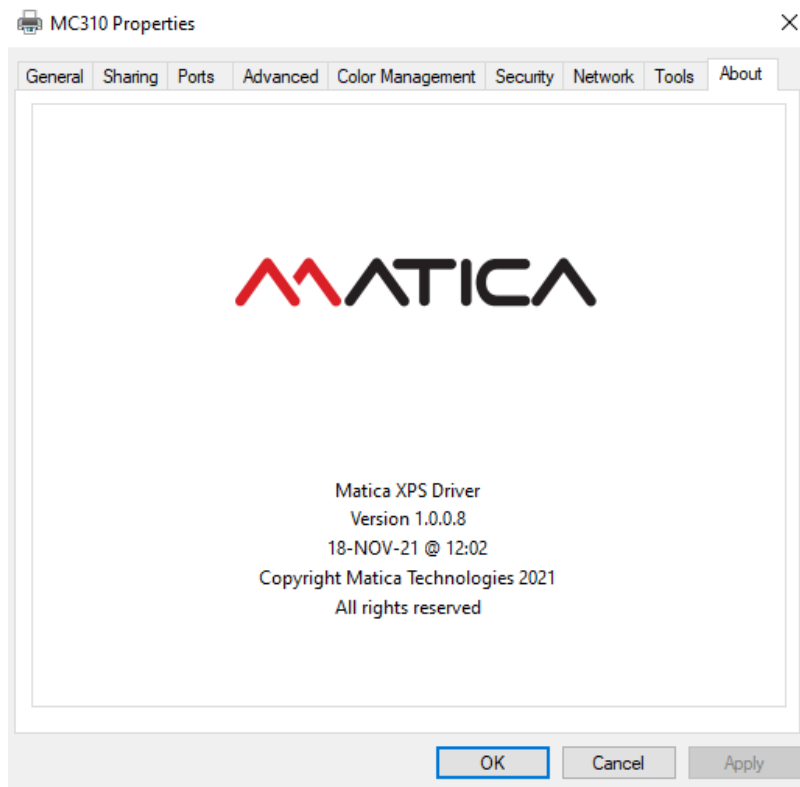 MC310 Properties
General Sharing Ports Advanced Color Management Security Network Tools About
MATICA
Matica XPS Driver
Version 1.0.0.8
18-NOV-21 @ 12:02
Copyright Matica Technologies 2021
All rights reserved
OK Cancel Apply